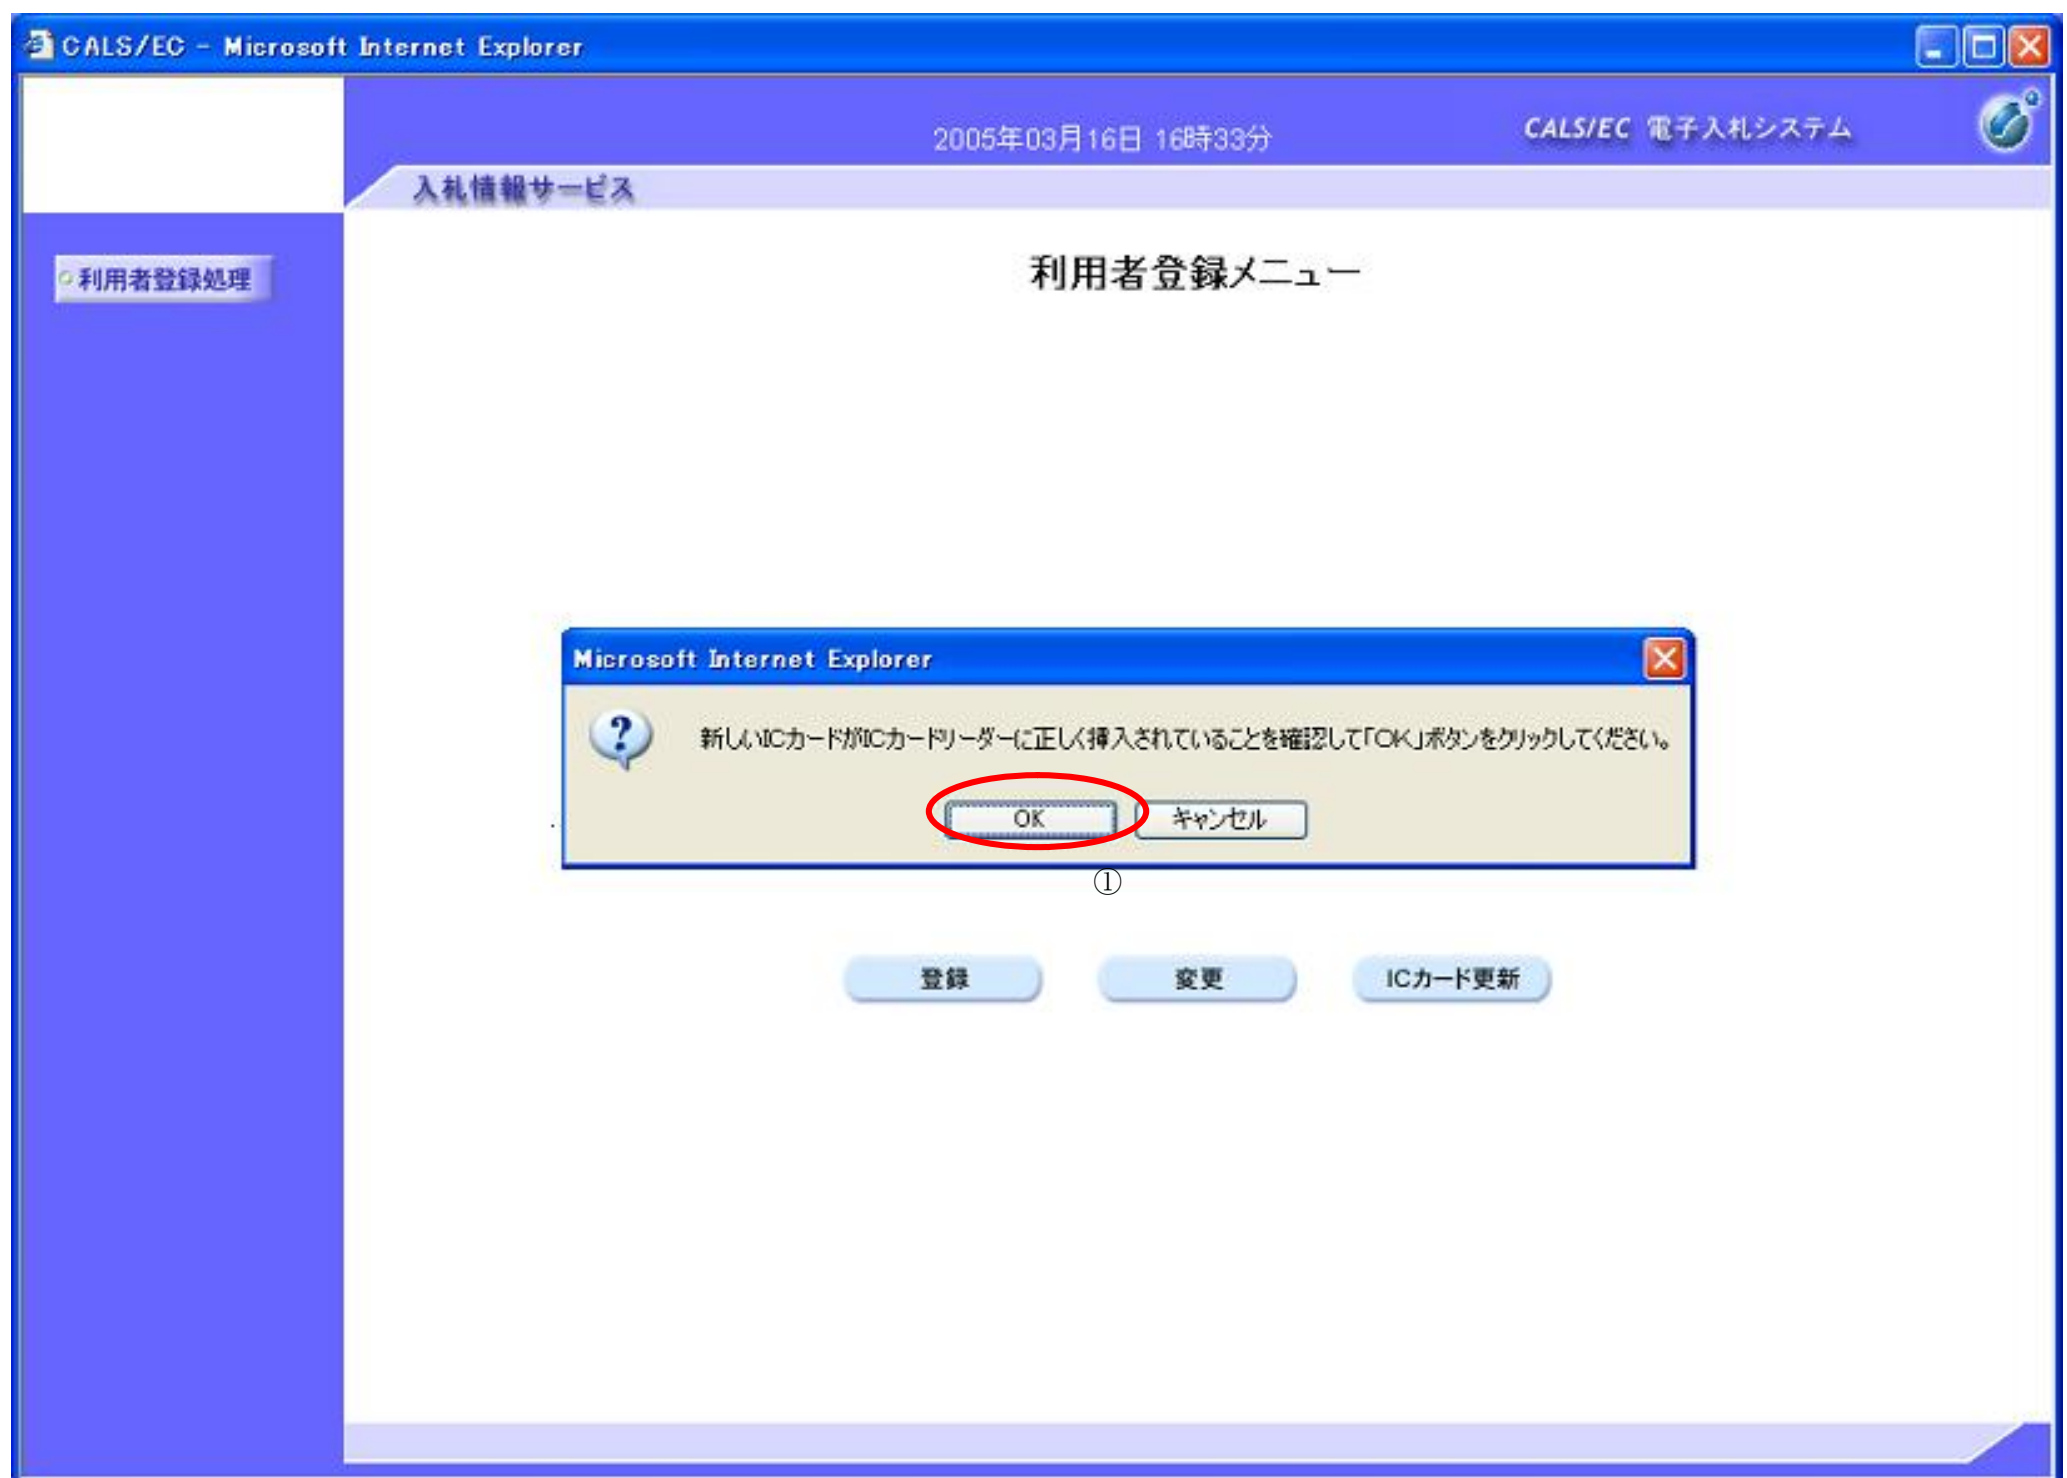 CALS/EC - Microsoft Internet Explorer
2005年03月16日 16時33分
CALS/EC 電子入札システム
入札情報サービス
利用者登録処理
利用者登録メニュー
Microsoft Internet Explorer
新しいICカードがICカードリーダーに正しく挿入されていることを確認して「OK」ボタンをクリックしてください。
OK
キャンセル
①
登録
変更
ICカード更新